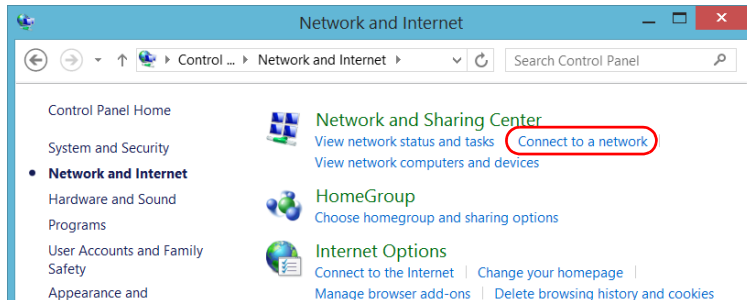 Network and Internet
Control ... Network and Internet
Search Control Panel
Control Panel Home
System and Security
Network and Internet
Hardware and Sound
Programs
User Accounts and Family
Safety
Appearance and
Network and Sharing Center
View network status and tasks Connect to a network
View network computers and devices
HomeGroup
Choose homegroup and sharing options
Internet Options
Connect to the Internet Change your homepage
Manage browser add-ons Delete browsing history and cookies